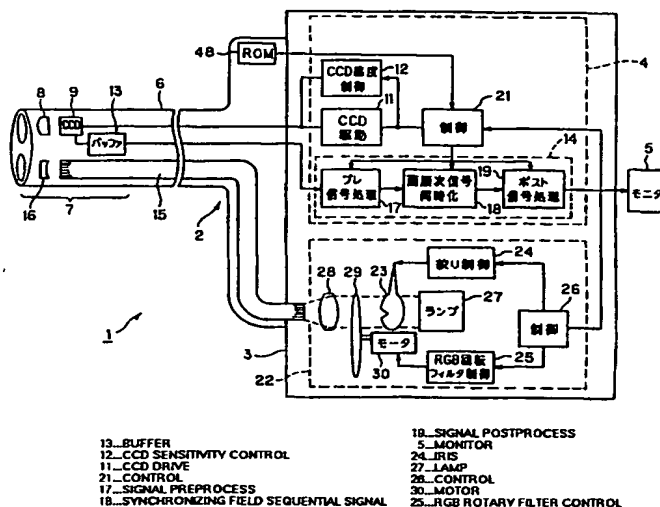 48
ROM
6
8
9
13
CCD
バッファ
16
7
15
2
1
CCD感度
制御
12
4
CCD
駆動
11
21
制御
14
プレ
信号処理
17
面順次信号
同時化
18
19
ポスト
信号処理
5
モニタ
28
29
23
絞り制御
24
27
ランプ
26
制御
モータ
30
RGB回転
フィルタ制御
25
3
22
13...BUFFER
12...CCD SENSITIVITY CONTROL
11...CCD DRIVE
21...CONTROL
17...SIGNAL PREPROCESS
18...SYNCHRONIZING FIELD SEQUENTIAL SIGNAL
19...SIGNAL POSTPROCESS
5...MONITOR
24...IRIS
27...LAMP
26...CONTROL
30...MOTOR
25...RGB ROTARY FILTER CONTROL